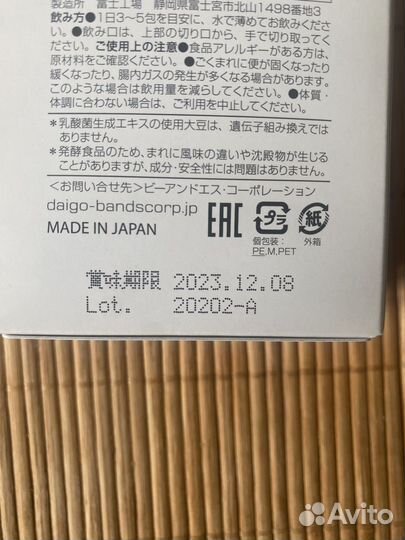 製造所 富士工場 静岡県富士宮市北山1498番地3
飲み方●1日3〜5包を目安に、水で薄めてお飲みくださ
い。●飲み口は、上部の切り口から、手で切り取ってく
ださい。ご使用上の注意●食品アレルギーがある方は、
原材料をご確認ください。●ごくまれに便が固くなったり
緩くなったり、腸内ガスの発生が多くなる場合があります。
このような場合は飲用量を減らしてください。●体質・
体調に合わない場合は、ご利用を中止してください。
*乳酸菌生成エキスの使用大豆は、遺伝子組み換えでは
ありません。
*発酵食品のため、まれに風味の違いや沈殿物が生じる
ことがありますが、成分・安全性には問題がありません。
<お問い合せ先>ビーアンドエス・コーポレーション
daigo-bandscorp.jp
MADE IN JAPAN
EAC
プラ
紙
個包装:
PE,M,PET
外箱
賞味期限 2023.12.08
Lot. 20202-A
Avito